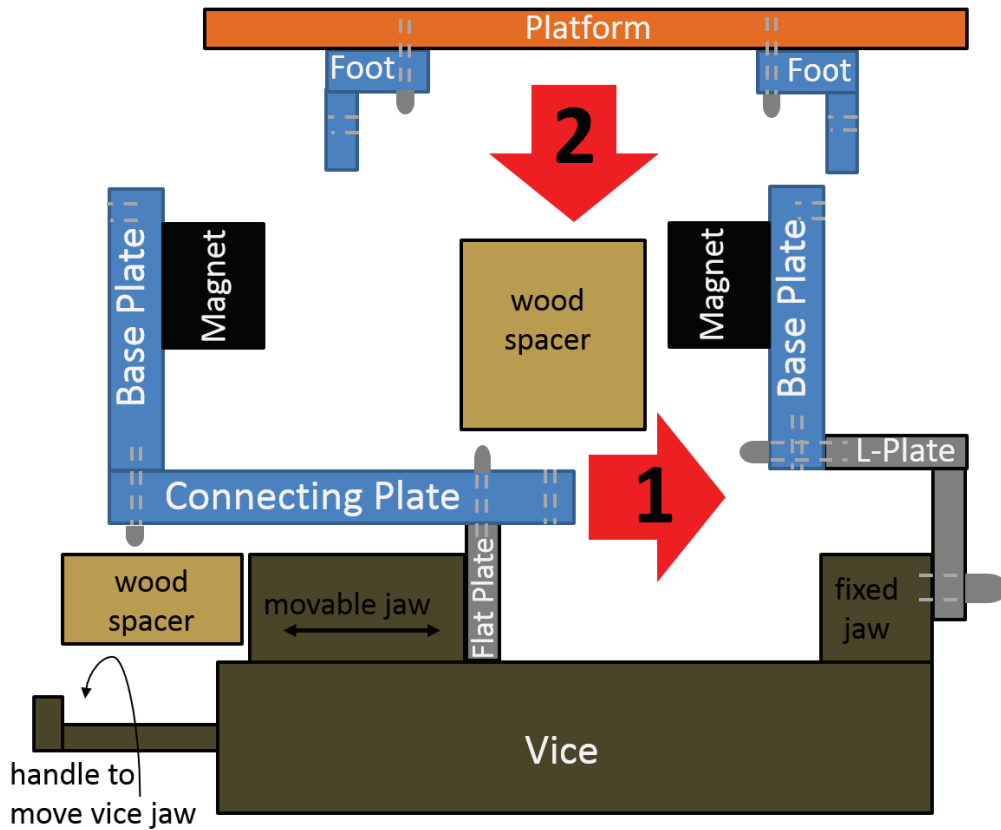 Platform
Foot
Foot
2
Base Plate
Magnet
wood
spacer
Magnet
Base Plate
L-Plate
Connecting Plate
1
wood
spacer
movable jaw
Flat Plate
fixed
jaw
Vice
handle to
move vice jaw